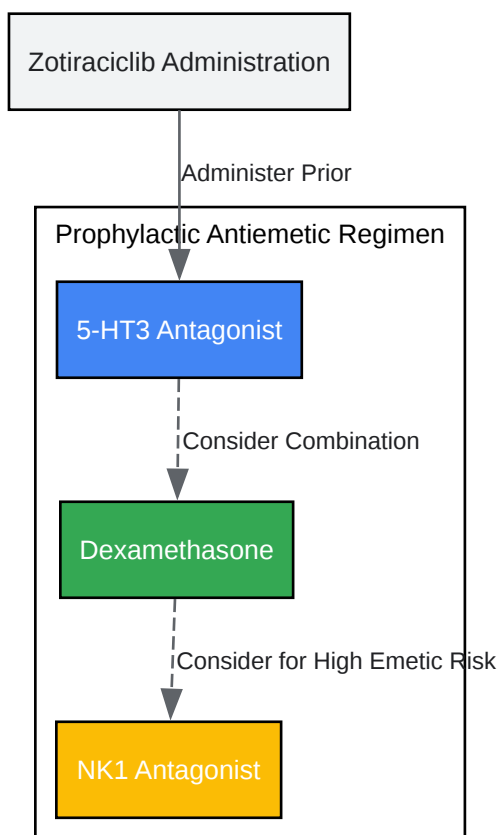 Zotiraciclib Administration
Administer Prior
Prophylactic Antiemetic Regimen
5-HT3 Antagonist
Consider Combination
Dexamethasone
Consider for High Emetic Risk
NK1 Antagonist